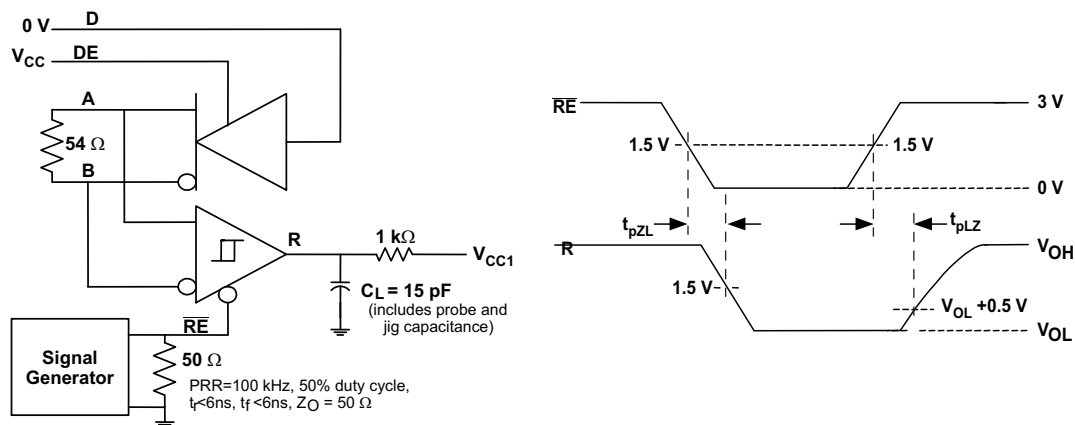 0 V
D
VCC
DE
A
54 Ω
B
R
1 kΩ
VCC1
CL = 15 pF
(includes probe and
jig capacitance)
RE
Signal
Generator
50 Ω
PRR=100 kHz, 50% duty cycle,
tr<6ns, tf <6ns, ZO = 50 Ω
RE
3 V
1.5 V
1.5 V
0 V
tpZL
tpLZ
R
VOH
1.5 V
VOL +0.5 V
VOL